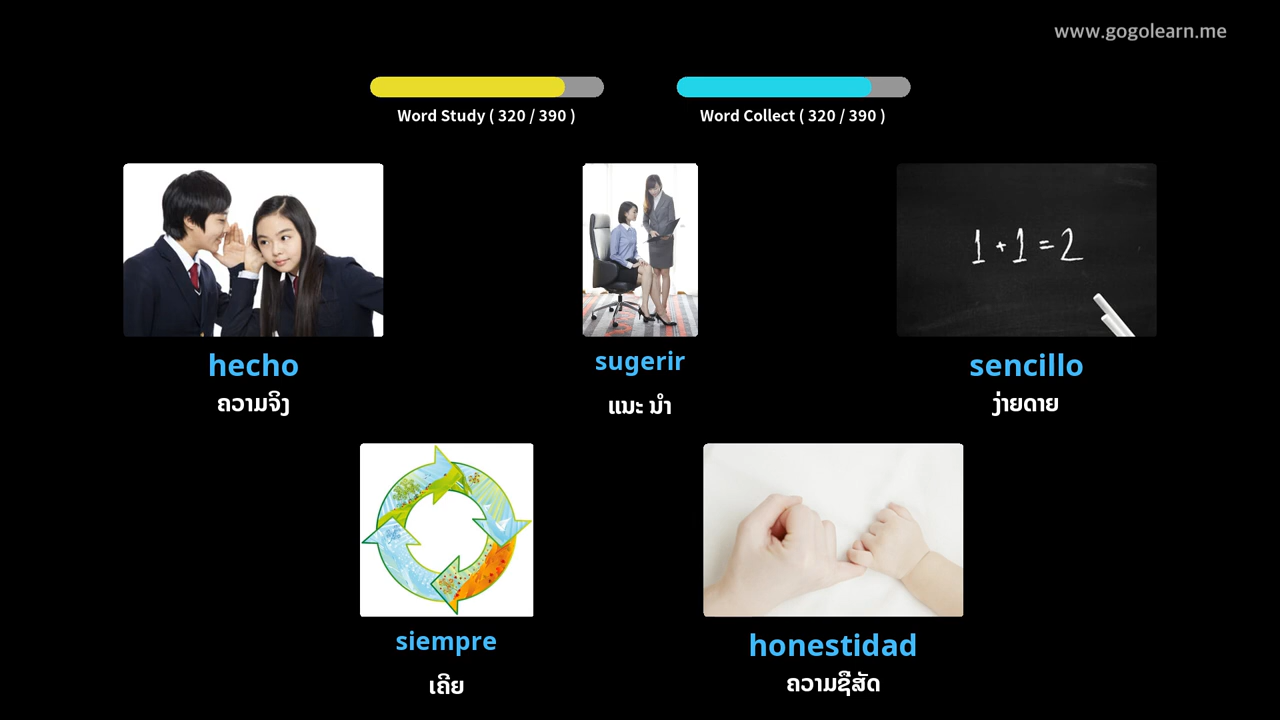 www.gogolearn.me
Word Study ( 320 / 390 )
Word Collect ( 320 / 390 )
1 + 1 = 2
hecho
ຄວາມຈິງ
sugerir
ແນະ ນຳ
sencillo
ງ່າຍດາຍ
siempre
ເຄີຍ
honestidad
ຄວາມຊື່ສັດ